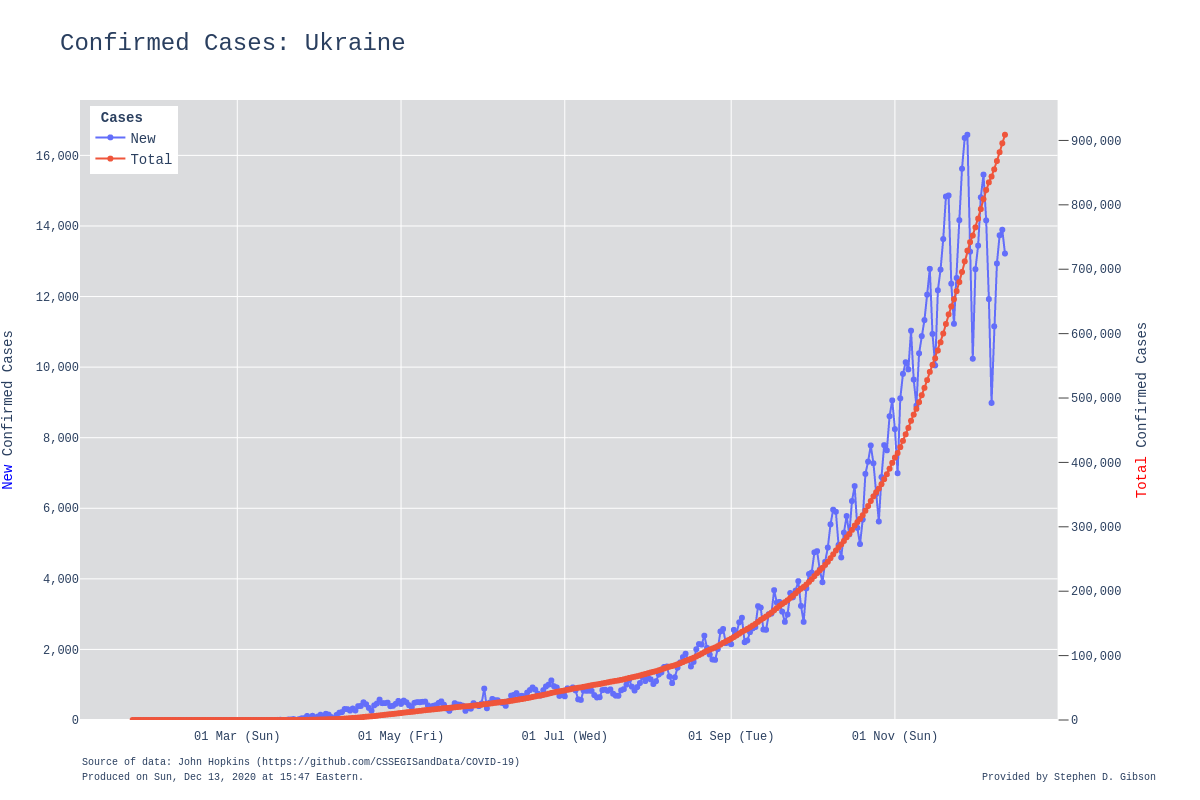 Confirmed Cases: Ukraine
Cases
New
Total
16,000
14,000
12,000
10,000
8,000
6,000
4,000
2,000
0
New Confirmed Cases
900,000
800,000
700,000
600,000
500,000
400,000
300,000
200,000
100,000
0
Total Confirmed Cases
01 Mar (Sun)
01 May (Fri)
01 Jul (Wed)
01 Sep (Tue)
01 Nov (Sun)
Source of data: John Hopkins (https://github.com/CSSEGISandData/COVID-19)
Produced on Sun, Dec 13, 2020 at 15:47 Eastern.
Provided by Stephen D. Gibson